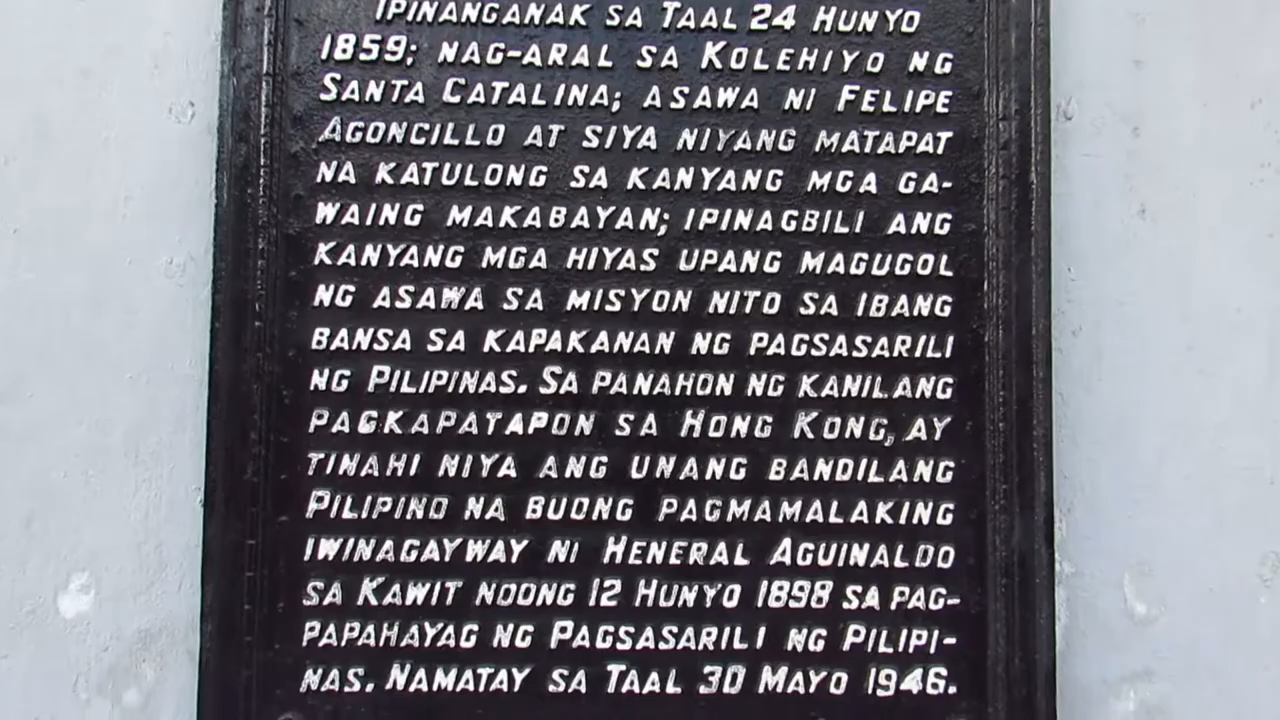 IPINANGANAK SA TAAL 24 HUNYO
1859; NAG-ARAL SA KOLEHIYO NG
SANTA CATALINA; ASAWA NI FELIPE
AGONCILLO AT SIYA NIYANG MATAPAT
NA KATULONG SA KANYANG MGA GA-
WAING MAKABAYAN; IPINAGBILI ANG
KANYANG MGA HIYAS UPANG MAGUGOL
NG ASAWA SA MISYON NITO SA IBANG
BANSA SA KAPAKANAN NG PAGSASARILI
NG PILIPINAS. SA PANAHON NG KANILANG
PAGKAPATAPON SA HONG KONG, AY
TINAHI NIYA ANG UNANG BANDILANG
PILIPINO NA BUONG PAGMAMALAKING
IWINAGAYWAY NI HENERAL AGUINALDO
SA KAWIT NOONG 12 HUNYO 1898 SA PAG-
PAPAHAYAG NG PAGSASARILI NG PILIPI-
NAS. NAMATAY SA TAAL 30 MAYO 1946.